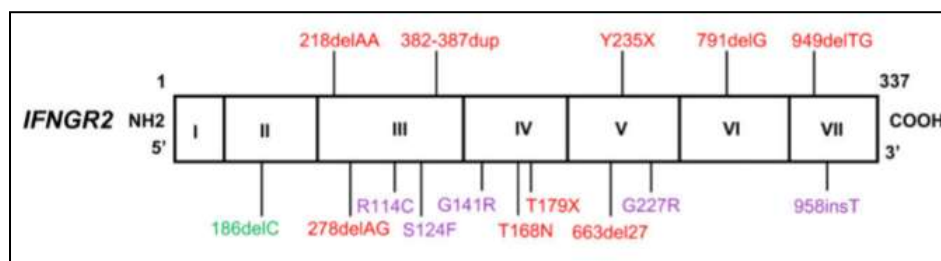 218delAA 382-387dup Y235X 791delG 949delTG
1 337
IFNGR2 NH2 I II III IV V VI VII COOH
5' 3'
R114C G141R T179X G227R 958insT
186delC 278delAG S124F T168N 663del27